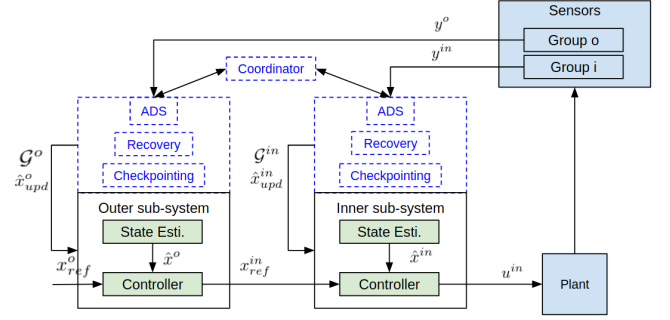 Sensors
y^o
Group o
y^{in}
Group i
Coordinator
ADS
ADS
Recovery
Recovery
Checkpointing
Checkpointing
𝒢^o
x̂^o_{upd}
𝒢^{in}
x̂^{in}_{upd}
Outer sub-system
Inner sub-system
State Esti.
State Esti.
x̂^o
x̂^{in}
x^o_{ref}
Controller
x^{in}_{ref}
Controller
u^{in}
Plant